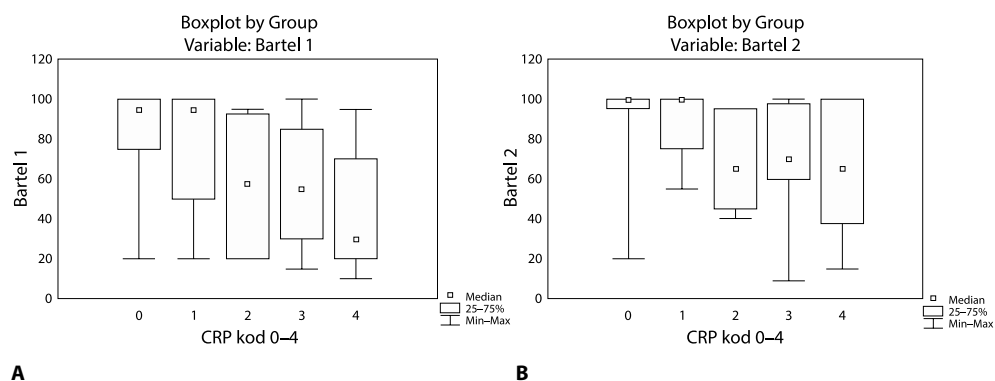 Boxplot by Group
Variable: Bartel 1
120
100
80
60
40
20
0
Bartel 1
0 1 2 3 4
CRP kod 0–4
Median
25–75%
Min–Max
A
Boxplot by Group
Variable: Bartel 2
120
100
80
60
40
20
0
Bartel 2
0 1 2 3 4
CRP kod 0–4
Median
25–75%
Min–Max
B